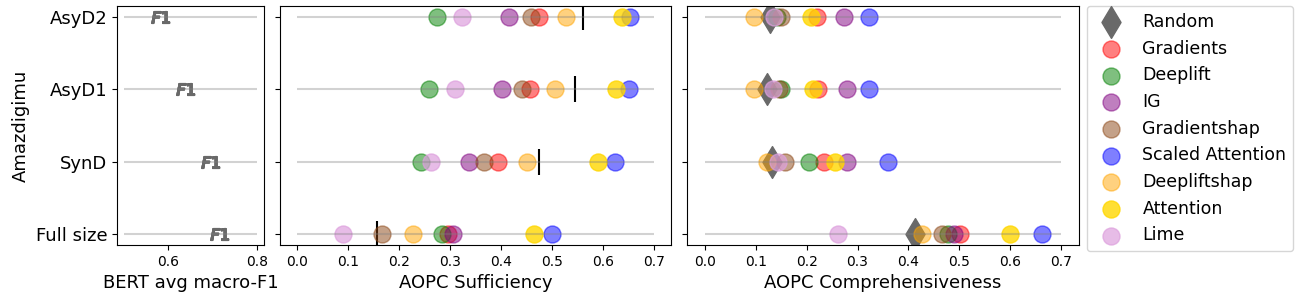 Amazdigimu
AsyD2
AsyD1
SynD
Full size
F1
F1
F1
F1
0.6 0.8
BERT avg macro-F1
0.0 0.1 0.2 0.3 0.4 0.5 0.6 0.7
AOPC Sufficiency
0.0 0.1 0.2 0.3 0.4 0.5 0.6 0.7
AOPC Comprehensiveness
Random
Gradients
Deeplift
IG
Gradientshap
Scaled Attention
Deepliftshap
Attention
Lime